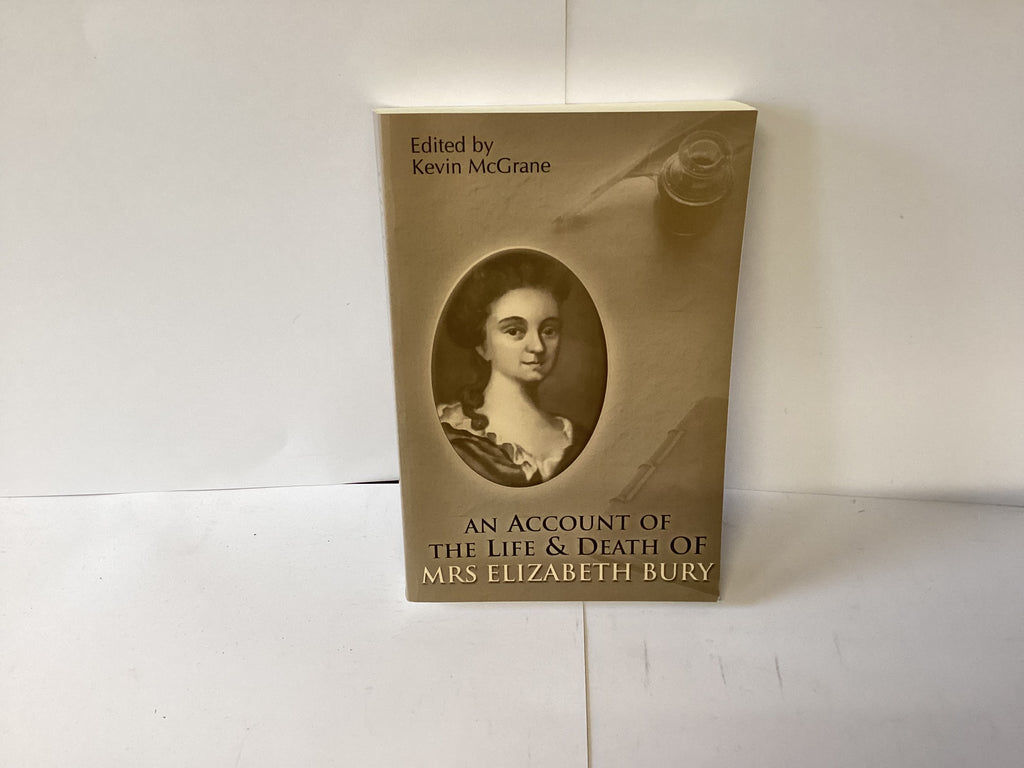 Edited by
Kevin McGrane
AN ACCOUNT OF
THE LIFE & DEATH OF
MRS ELIZABETH BURY